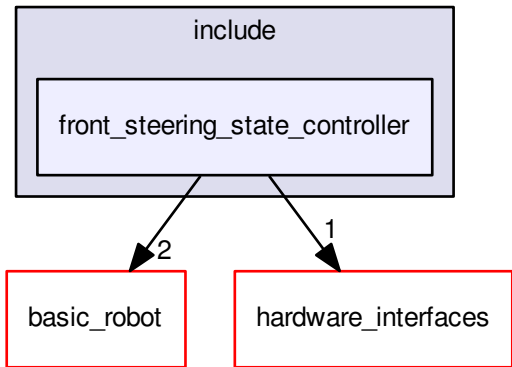 include
front_steering_state_controller
2
1
basic_robot
hardware_interfaces